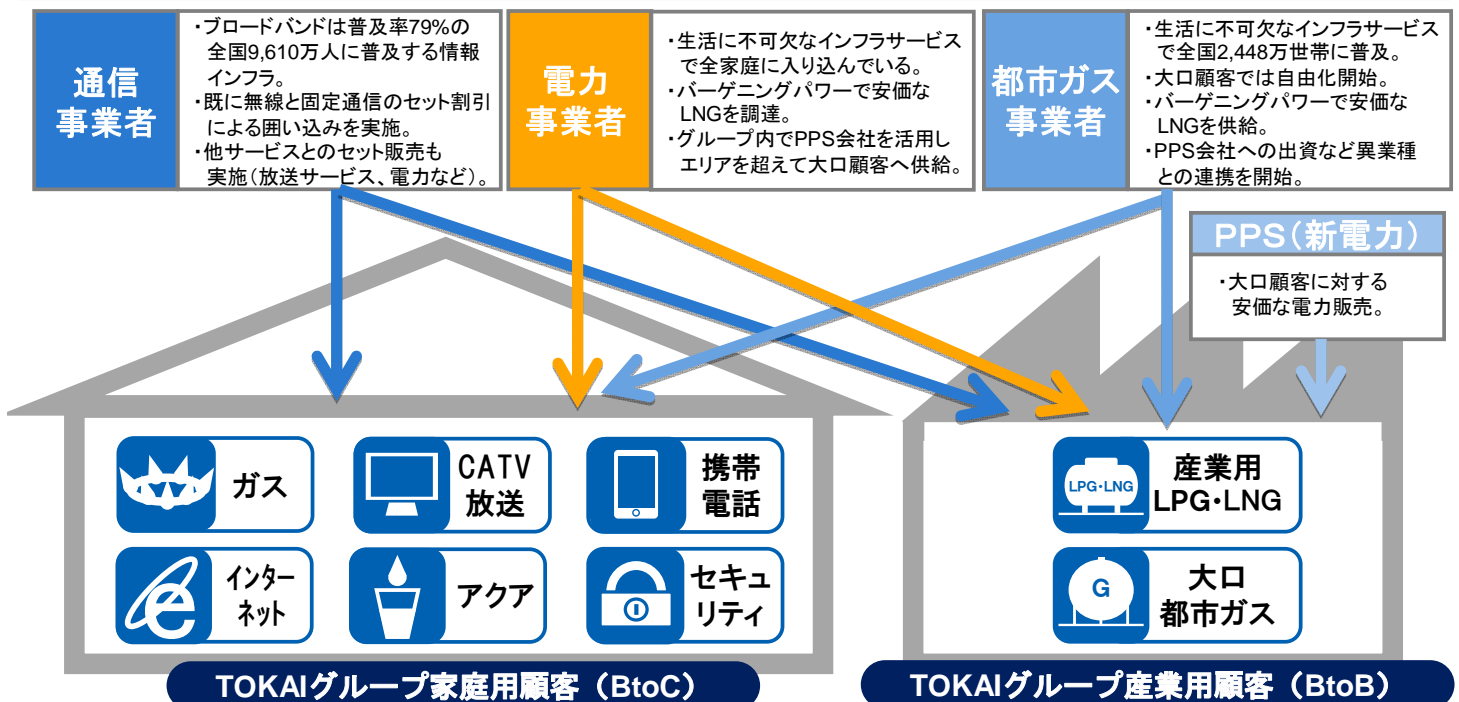 通信
事業者
・ブロードバンドは普及率79%の
全国9,610万人に普及する情報
インフラ。
・既に無線と固定通信のセット割引
による囲い込みを実施。
・他サービスとのセット販売も
実施(放送サービス、電力など)。
電力
事業者
・生活に不可欠なインフラサービス
で全家庭に入り込んでいる。
・バーゲニングパワーで安価な
LNGを調達。
・グループ内でPPS会社を活用し
エリアを超えて大口顧客へ供給。
都市ガス
事業者
・生活に不可欠なインフラサービス
で全国2,448万世帯に普及。
・大口顧客では自由化開始。
・バーゲニングパワーで安価な
LNGを供給。
・PPS会社への出資など異業種
との連携を開始。
PPS(新電力)
・大口顧客に対する
安価な電力販売。
ガス
CATV
放送
携帯
電話
インター
ネット
アクア
セキュ
リティ
LPG・LNG
産業用
LPG・LNG
G
大口
都市ガス
TOKAIグループ家庭用顧客（BtoC）
TOKAIグループ産業用顧客（BtoB）